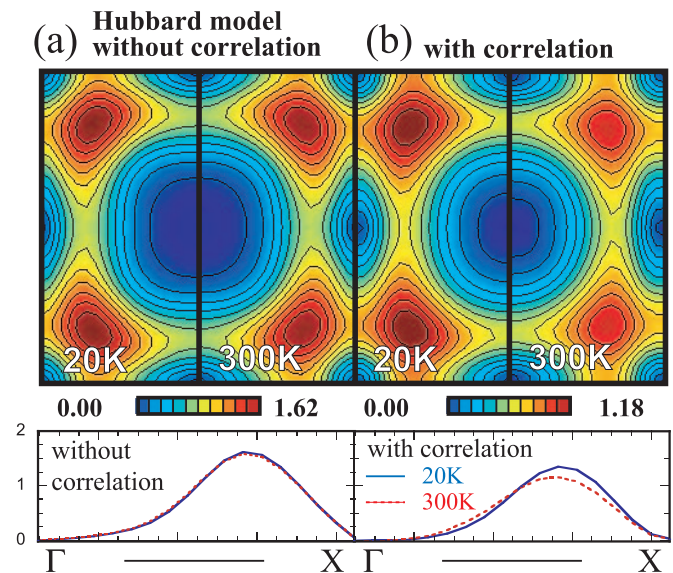 (a) Hubbard model
without correlation
(b) with correlation
20K 300K 20K 300K
0.00 1.62 0.00 1.18
2
1
0
without
correlation
with correlation
20K
300K
Γ X Γ X